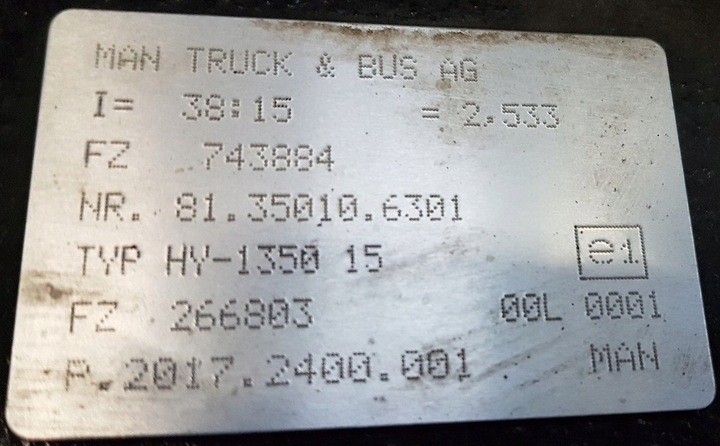 MAN TRUCK & BUS AG
I= 38:15 = 2.533
FZ 743884
NR. 81.35010.6301
TYP HY-1350 15 e1
FZ 266803 00L 0001
P.2017.2400.001 MAN